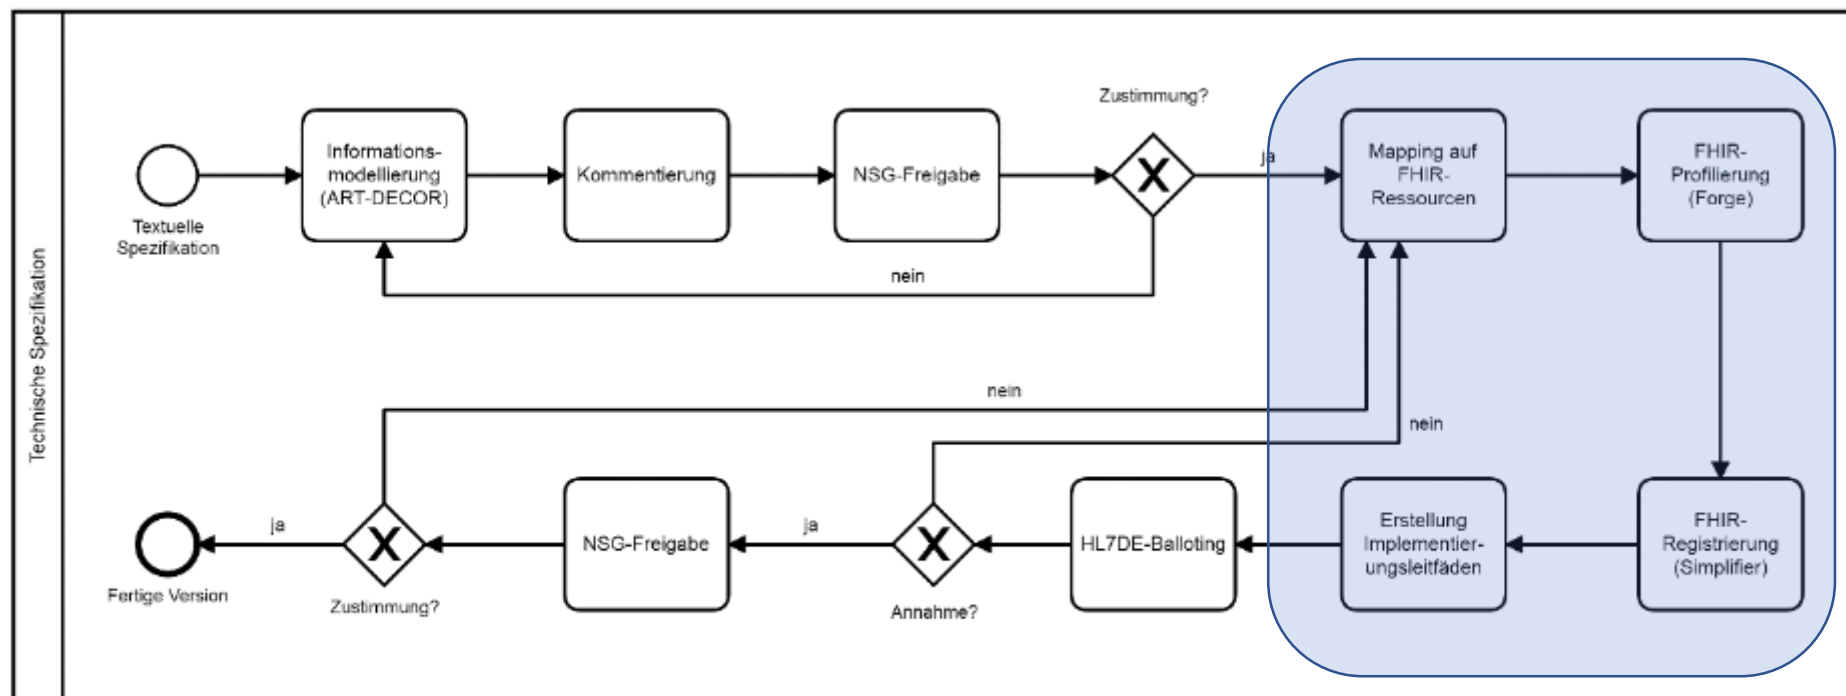 Technische Spezifikation
Textuelle
Spezifikation
Informations-
modellierung
(ART-DECOR)
Kommentierung
NSG-Freigabe
Zustimmung?
ja
nein
Mapping auf
FHIR-
Ressourcen
FHIR-
Profilierung
(Forge)
FHIR-
Registrierung
(Simplifier)
Erstellung
Implementier-
ungsleitfäden
HL7DE-Balloting
Annahme?
nein
ja
NSG-Freigabe
Zustimmung?
nein
ja
Fertige Version